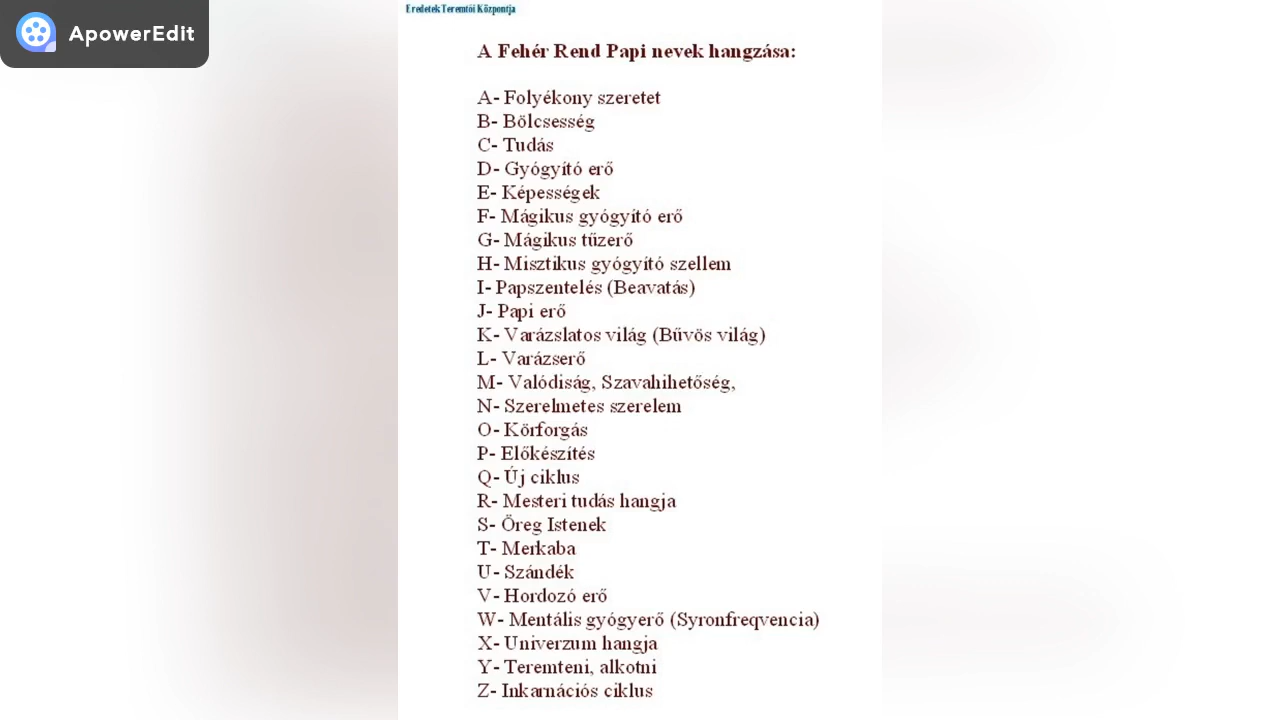 ApowerEdit
Eredetek Teremtői Központja
A Fehér Rend Papi nevek hangzása:
A- Folyékony szeretet
B- Bölcsesség
C- Tudás
D- Gyógyító erő
E- Képességek
F- Mágikus gyógyító erő
G- Mágikus tűzerő
H- Misztikus gyógyító szellem
I- Papszentelés (Beavatás)
J- Papi erő
K- Varázslatos világ (Bűvös világ)
L- Varázserő
M- Valódiság, Szavahihetőség,
N- Szerelmetes szerelem
O- Körforgás
P- Előkészítés
Q- Új ciklus
R- Mesteri tudás hangja
S- Öreg Istenek
T- Merkaba
U- Szándék
V- Hordozó erő
W- Mentális gyógyerő (Syronfreqvencia)
X- Univerzum hangja
Y- Teremteni, alkotni
Z- Inkarnációs ciklus